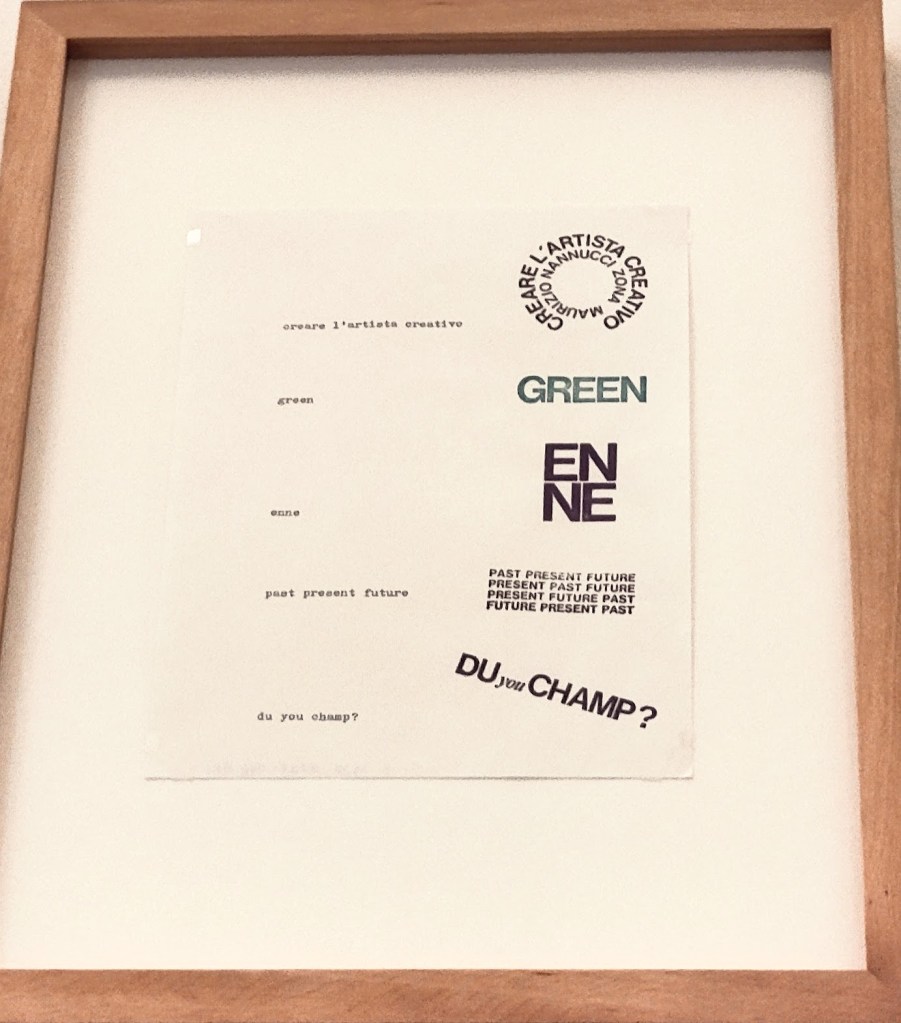 CREARE L'ARTISTA CREATIVO
MAURIZIO NANNUCCI ZONA
creare l'artista creativo
green
GREEN
enne
EN
NE
past present future
PAST PRESENT FUTURE
PRESENT PAST FUTURE
PRESENT FUTURE PAST
FUTURE PRESENT PAST
du you champ?
DU you CHAMP?